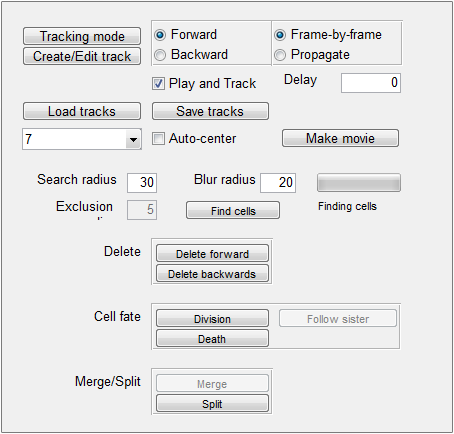 Tracking mode
Forward
Frame-by-frame
Create/Edit track
Backward
Propagate
Play and Track
Delay
0
Load tracks
Save tracks
7
Auto-center
Make movie
Search radius
30
Blur radius
20
Exclusion
5
Find cells
Finding cells
Delete
Delete forward
Delete backwards
Cell fate
Division
Follow sister
Death
Merge/Split
Merge
Split